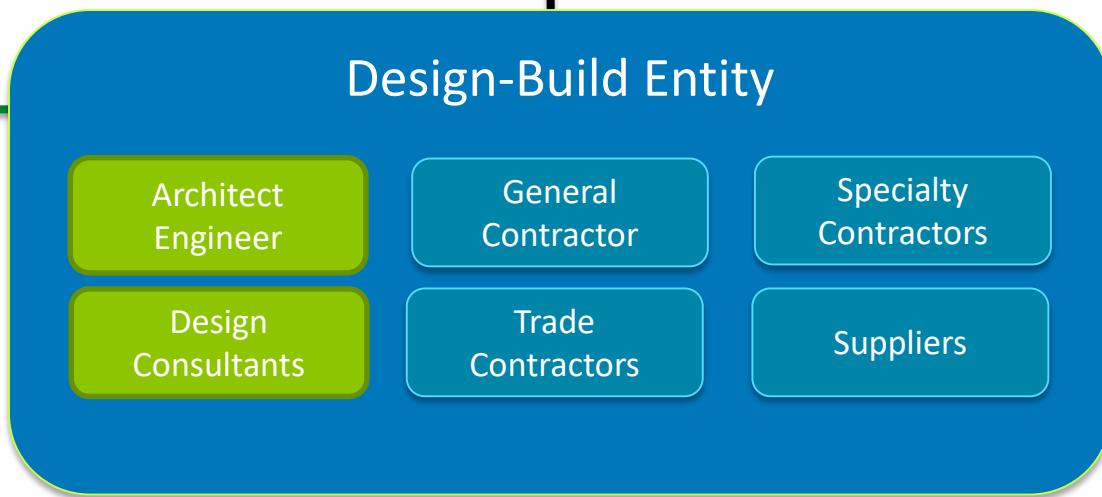 Design-Build Entity
Architect
Engineer
General
Contractor
Specialty
Contractors
Design
Consultants
Trade
Contractors
Suppliers